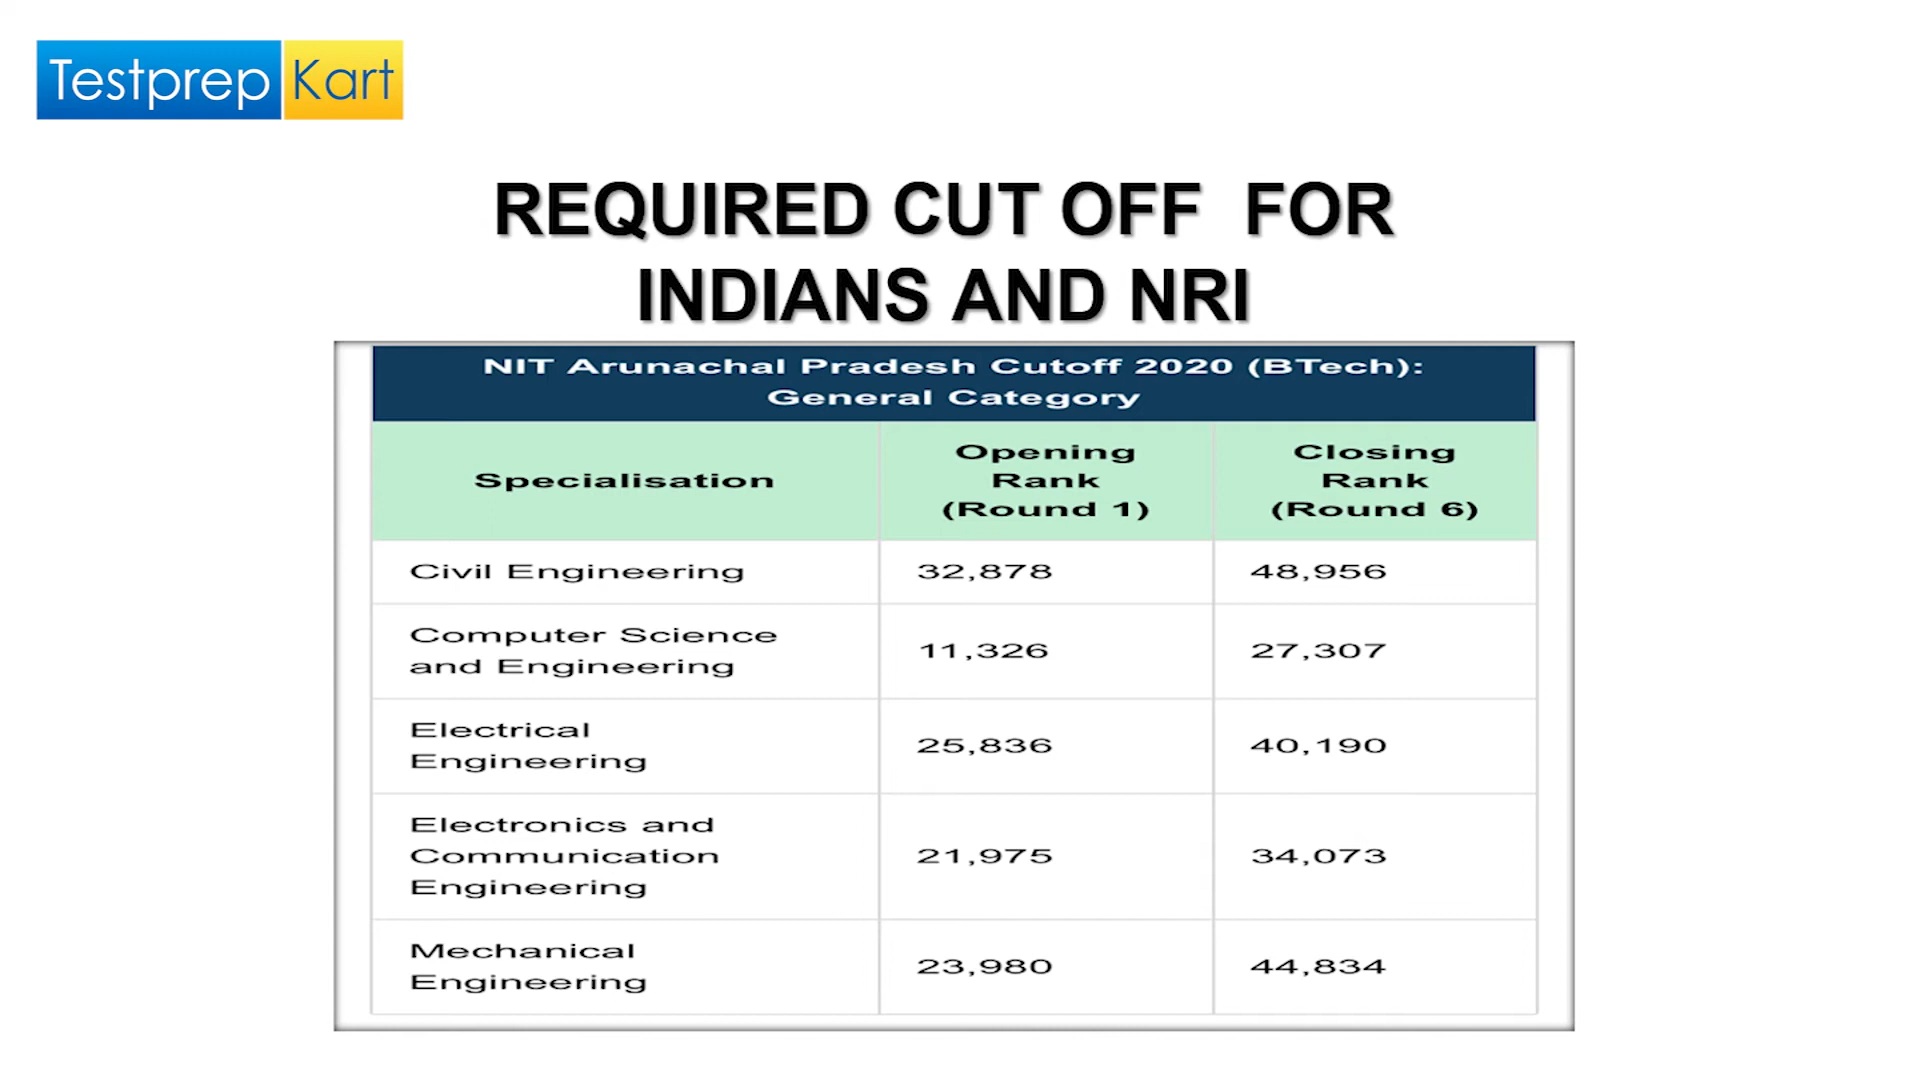 Testprep Kart
REQUIRED CUT OFF FOR
INDIANS AND NRI
NIT Arunachal Pradesh Cutoff 2020 (BTech):
General Category
Specialisation
Opening
Rank
(Round 1)
Closing
Rank
(Round 6)
Civil Engineering
32,878
48,956
Computer Science
and Engineering
11,326
27,307
Electrical
Engineering
25,836
40,190
Electronics and
Communication
Engineering
21,975
34,073
Mechanical
Engineering
23,980
44,834